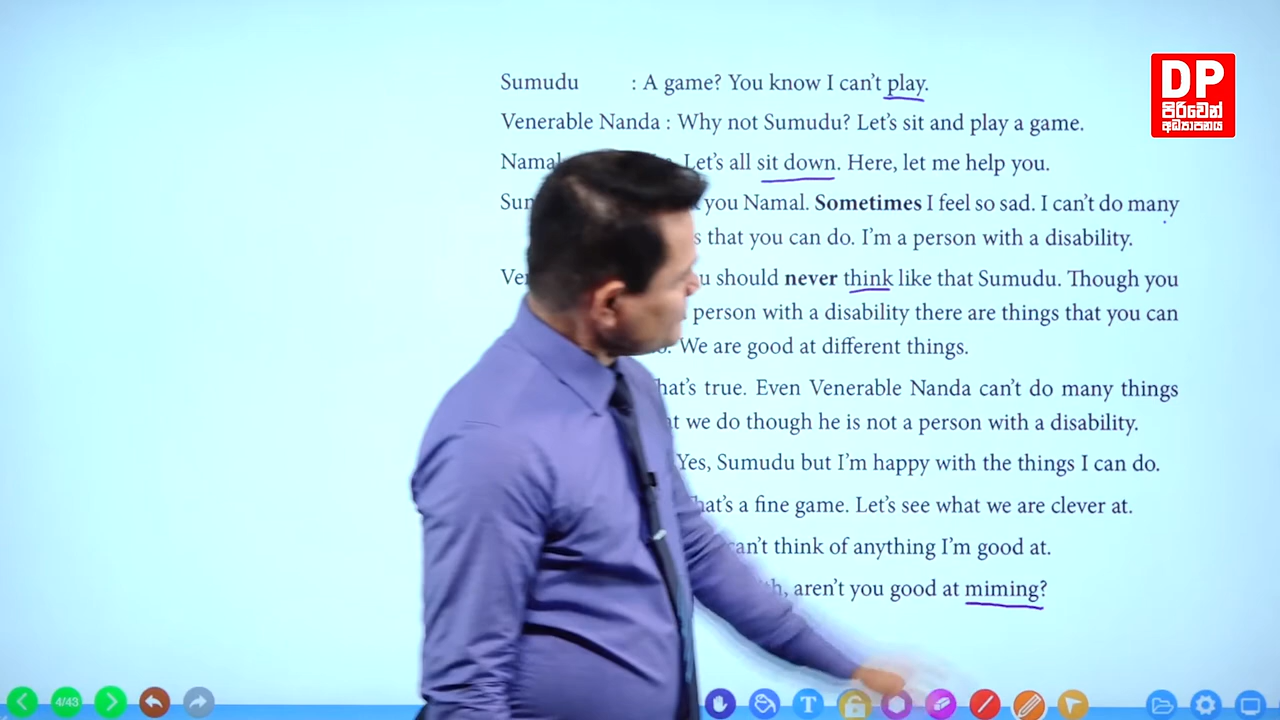 DP
පිරිවෙන්
අධ්‍යාපනය
Sumudu : A game? You know I can't play.
Venerable Nanda : Why not Sumudu? Let's sit and play a game.
Namal Let's all sit down. Here, let me help you.
you Namal. Sometimes I feel so sad. I can't do many
that you can do. I'm a person with a disability.
should never think like that Sumudu. Though you
person with a disability there are things that you can
We are good at different things.
true. Even Venerable Nanda can't do many things
we do though he is not a person with a disability.
Yes, Sumudu but I'm happy with the things I can do.
a fine game. Let's see what we are clever at.
can't think of anything I'm good at.
aren't you good at miming?
4/43
T